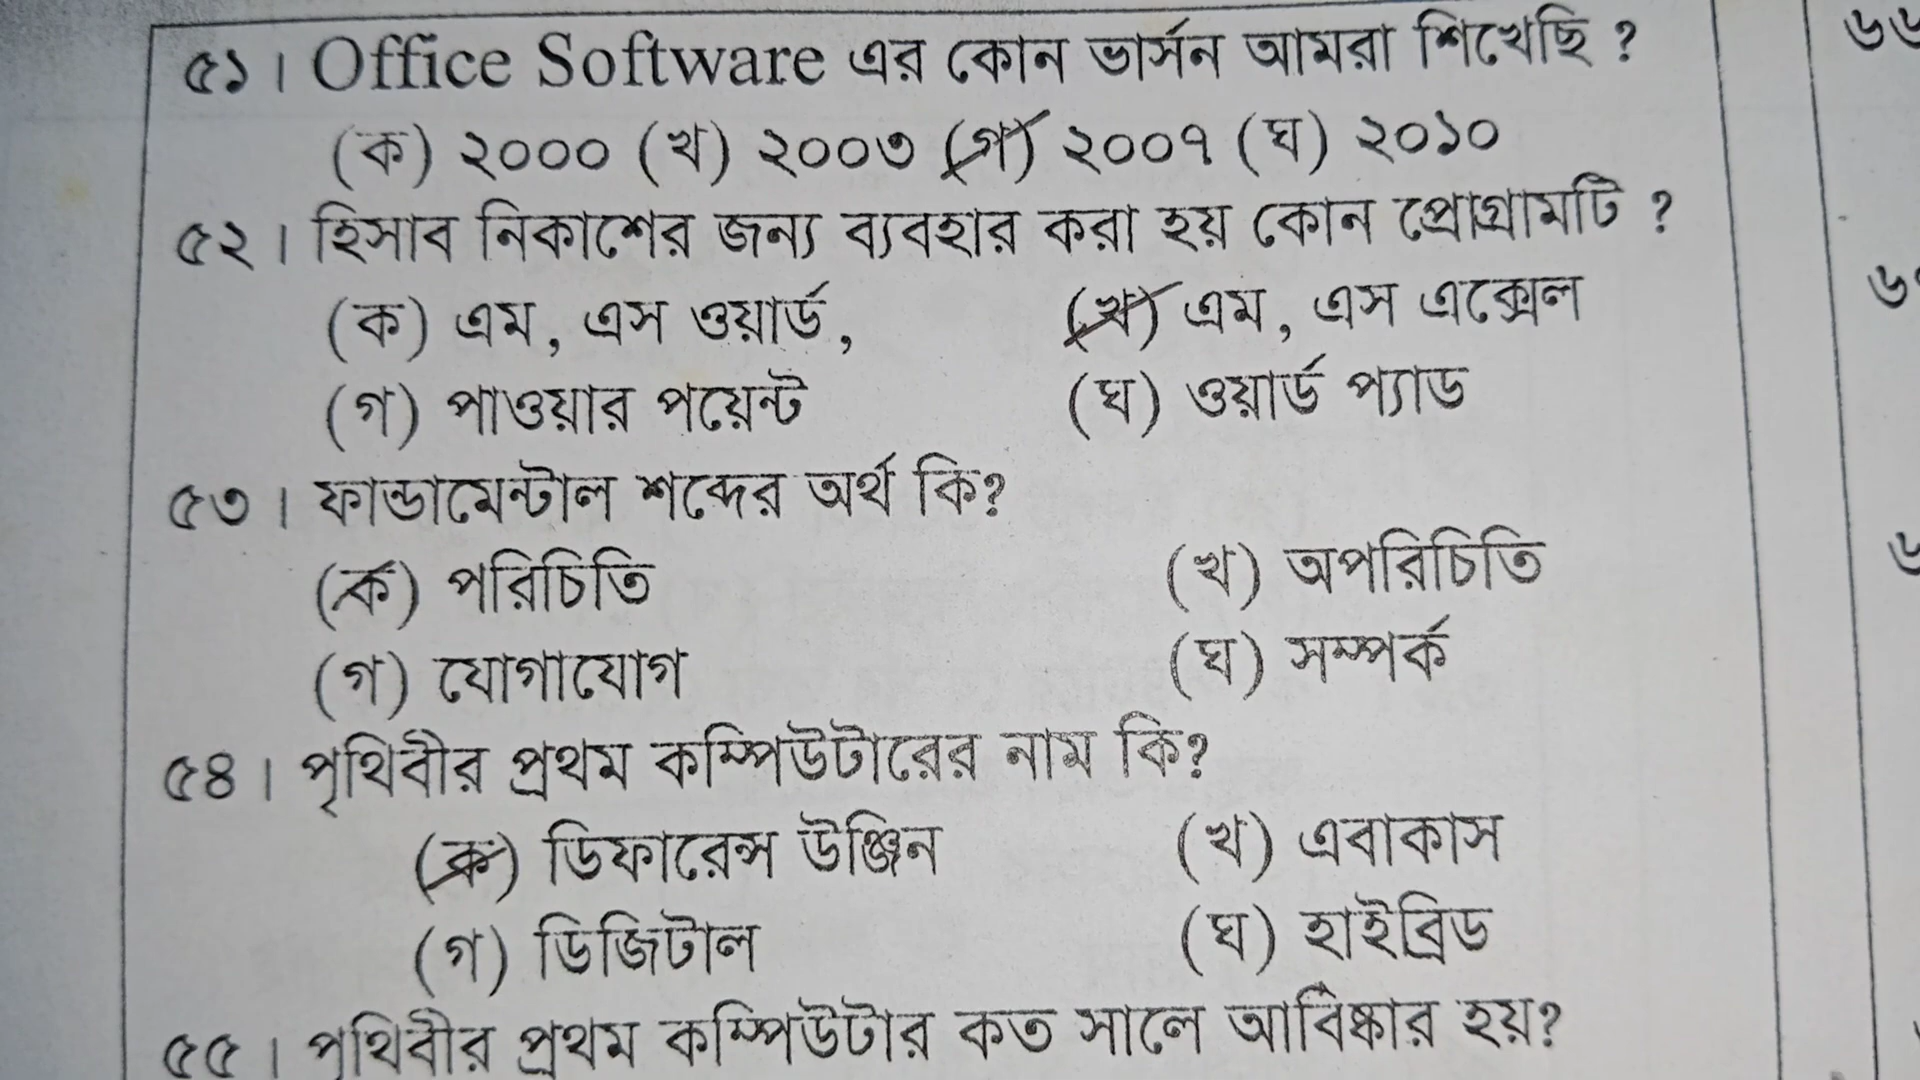 ৫১। Office Software এর কোন ভার্সন আমরা শিখেছি ?
(ক) ২০০০ (খ) ২০০৩ (গ) ২০০৭ (ঘ) ২০১০
৫২। হিসাব নিকাশের জন্য ব্যবহার করা হয় কোন প্রোগ্রামটি ?
(ক) এম, এস ওয়ার্ড, (খ) এম, এস এক্সেল
(গ) পাওয়ার পয়েন্ট (ঘ) ওয়ার্ড প্যাড
৫৩। ফান্ডামেন্টাল শব্দের অর্থ কি?
(ক) পরিচিতি (খ) অপরিচিতি
(গ) যোগাযোগ (ঘ) সম্পর্ক
৫৪। পৃথিবীর প্রথম কম্পিউটারের নাম কি?
(ক) ডিফারেন্স উঞ্জিন (খ) এবাকাস
(গ) ডিজিটাল (ঘ) হাইব্রিড
৫৫। পৃথিবীর প্রথম কম্পিউটার কত সালে আর্বিষ্কার হয়?